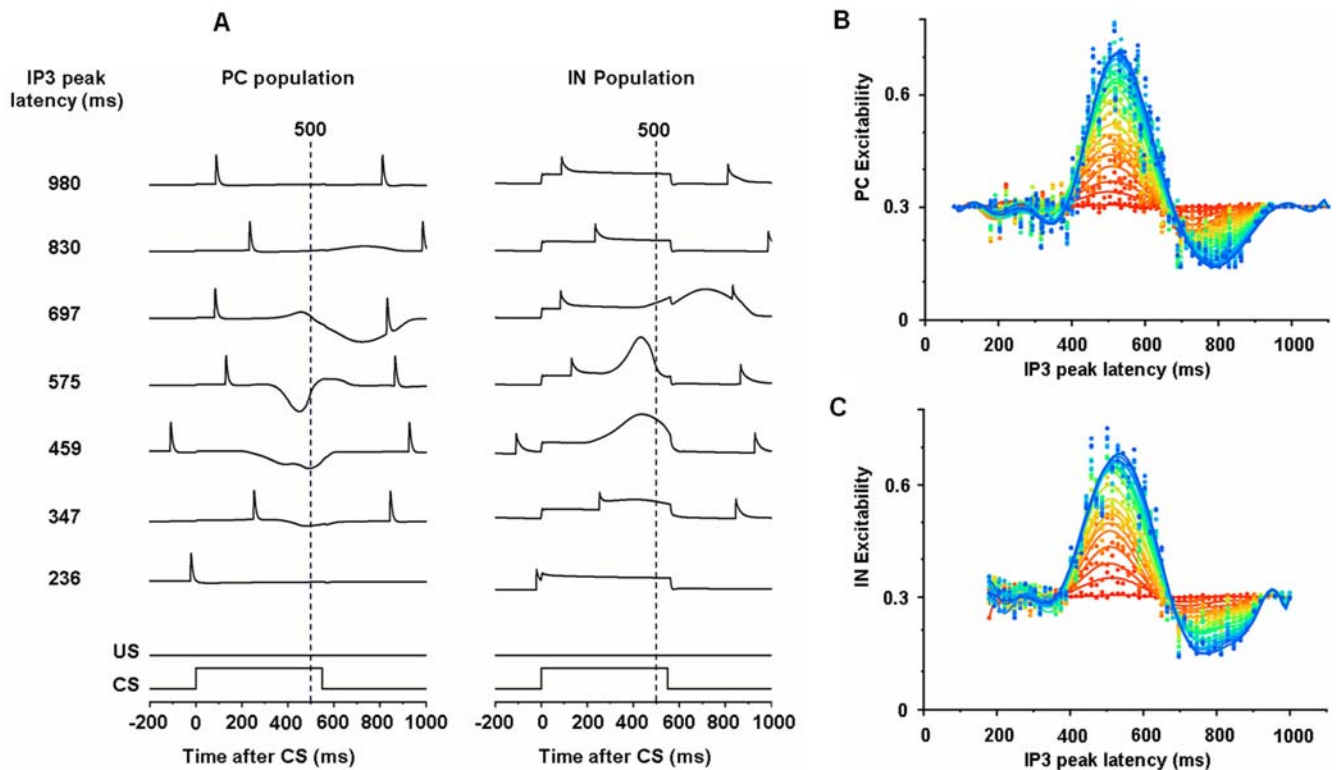 A
IP3 peak
latency (ms)
PC population
IN Population
500
500
980
830
697
575
459
347
236
US
CS
-200 0 200 400 600 800 1000
-200 0 200 400 600 800 1000
Time after CS (ms)
Time after CS (ms)
B
PC Excitability
0.6
0.3
0
0 200 400 600 800 1000
IP3 peak latency (ms)
C
IN Excitability
0.6
0.3
0
0 200 400 600 800 1000
IP3 peak latency (ms)